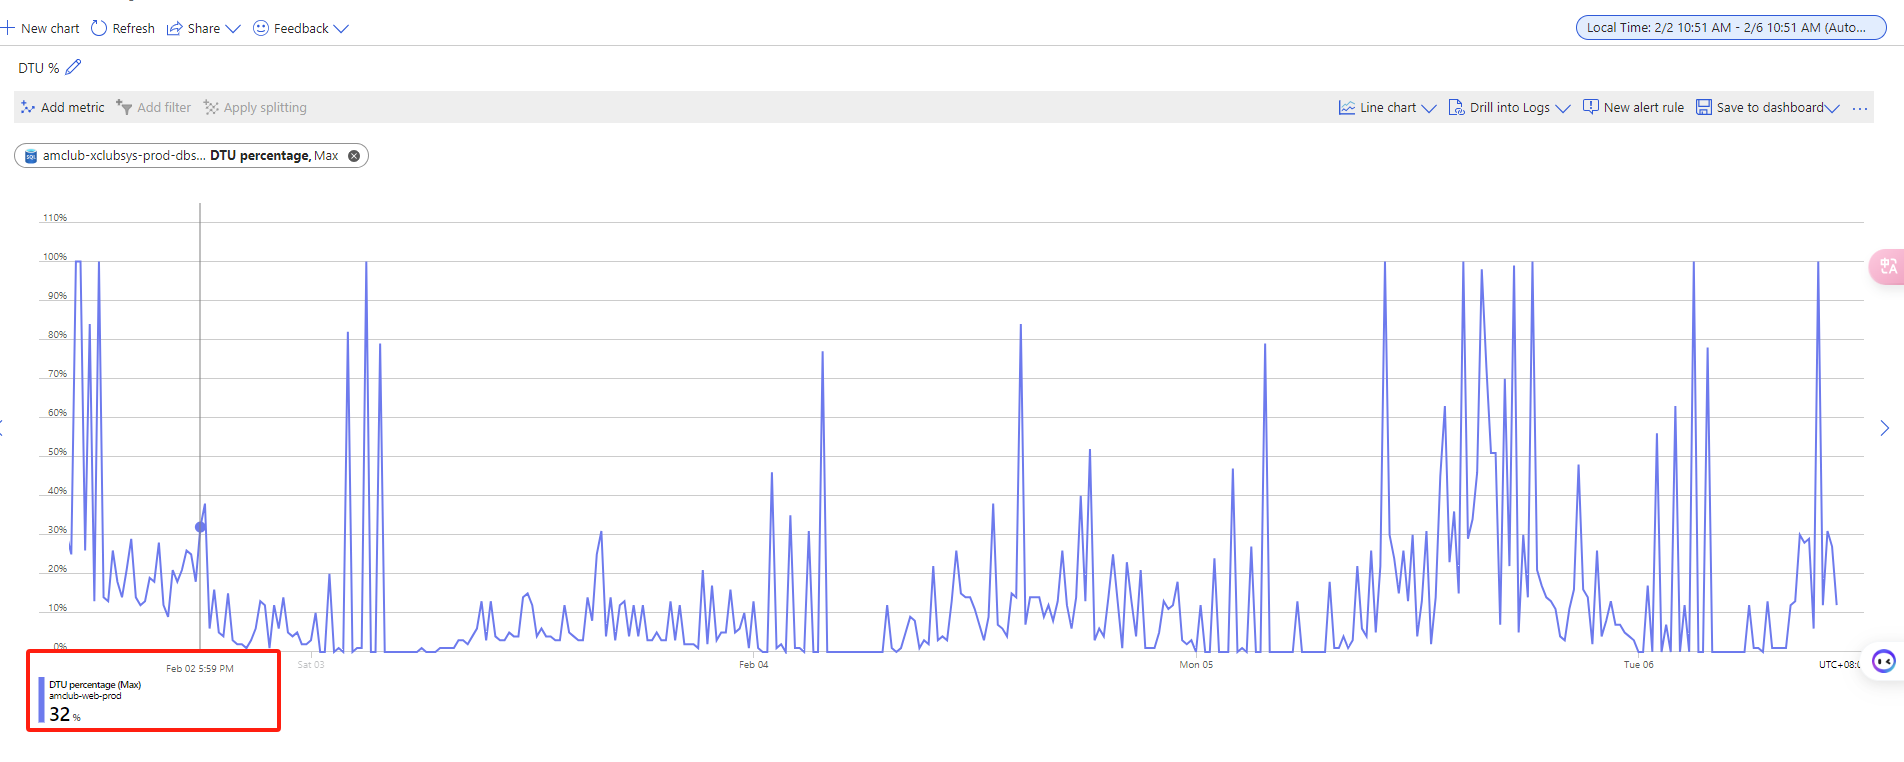 New chart Refresh Share Feedback
Local Time: 2/2 10:51 AM - 2/6 10:51 AM (Auto...
DTU %
Add metric Add filter Apply splitting
Line chart Drill into Logs New alert rule Save to dashboard ...
amclub-xclubsys-prod-dbs... DTU percentage, Max
110%
100%
90%
80%
70%
60%
50%
40%
30%
20%
10%
0%
Feb 02 5:59 PM
Sat 03
Feb 04
Mon 05
Tue 06
UTC+08:0
DTU percentage (Max)
amclub-web-prod
32 %
SQL
中A